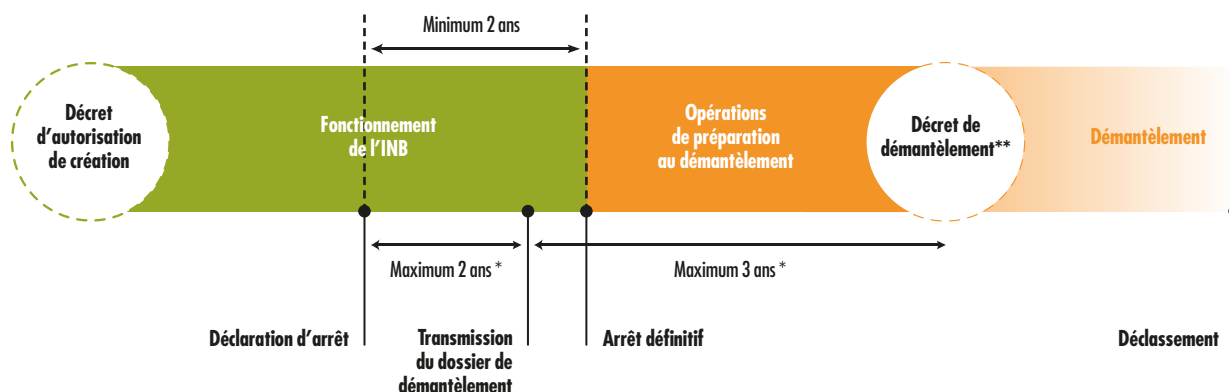 Minimum 2 ans
Décret
d'autorisation
de création
Fonctionnement
de l'INB
Opérations
de préparation
au démantèlement
Décret de
démantèlement**
Démantèlement
Maximum 2 ans *
Maximum 3 ans *
Déclaration d'arrêt
Transmission
du dossier de
démantèlement
Arrêt définitif
Déclassement